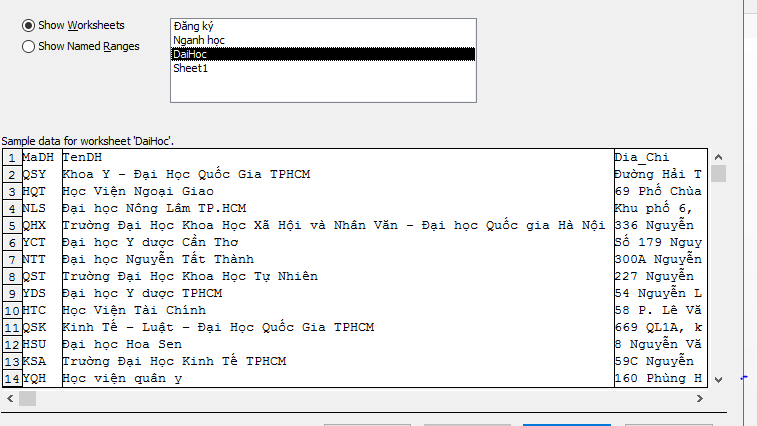 Show Worksheets
Show Named Ranges
Đăng ký
Nganh học
DaiHoc
Sheet1
Sample data for worksheet 'DaiHoc'.
1 MaDH TenDH Dia_Chi
2 QSY Khoa Y - Đại Học Quốc Gia TPHCM Đường Hải T
3 HQT Học Viện Ngoại Giao 69 Phố Chùa
4 NLS Đại học Nông Lâm TP.HCM Khu phố 6,
5 QHX Trường Đại Học Khoa Học Xã Hội và Nhân Văn - Đại học Quốc gia Hà Nội 336 Nguyễn
6 YCT Đại học Y dược Cần Thơ Số 179 Nguy
7 NTT Đại học Nguyễn Tất Thành 300A Nguyễn
8 QST Trường Đại Học Khoa Học Tự Nhiên 227 Nguyễn
9 YDS Đại học Y dược TPHCM 54 Nguyễn L
10 HTC Học Viện Tài Chính 58 P. Lê Vă
11 QSK Kinh Tế - Luật - Đại Học Quốc Gia TPHCM 669 QL1A, k
12 HSU Đại học Hoa Sen 8 Nguyễn Vă
13 KSA Trường Đại Học Kinh Tế TPHCM 59C Nguyễn
14 YQH Học viện quân y 160 Phùng H